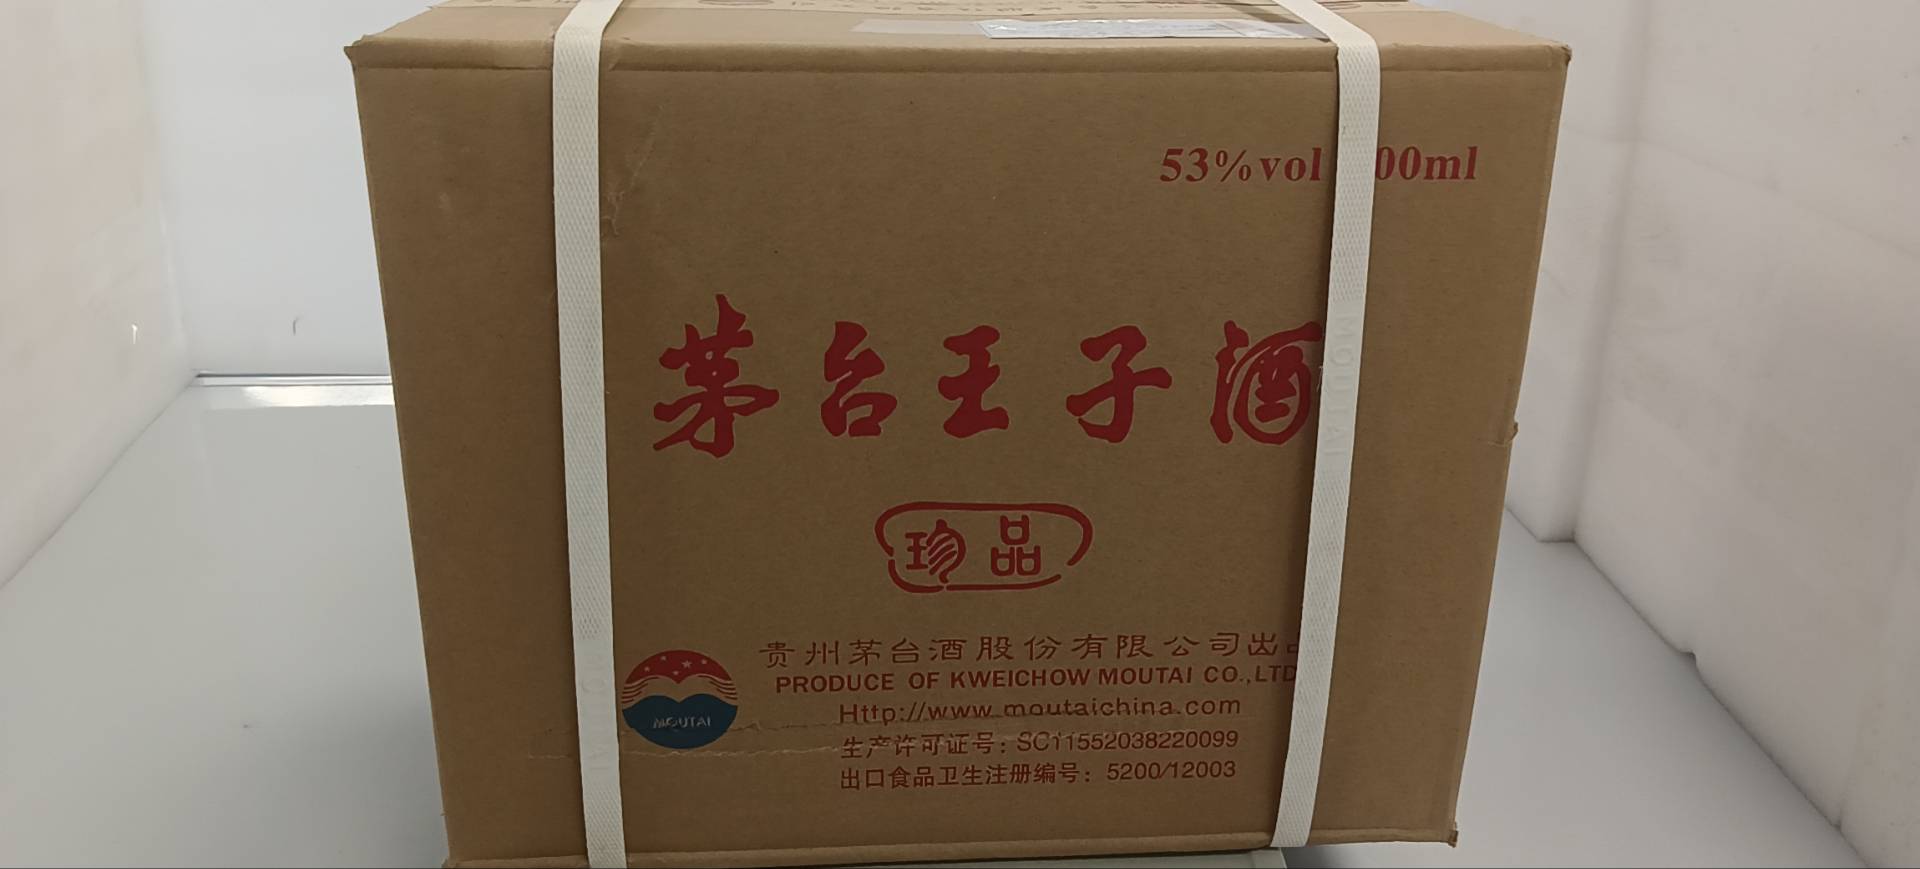 53%vol 00ml
茅台王子酒
珍品
贵州茅台酒股份有限公司出
PRODUCE OF KWEICHOW MOUTAI CO.,LTD
MOUTAI
Http://www.moutaichina.com
生产许可证号：SC11552038220099
出口食品卫生注册编号：5200/12003
MOUTAI